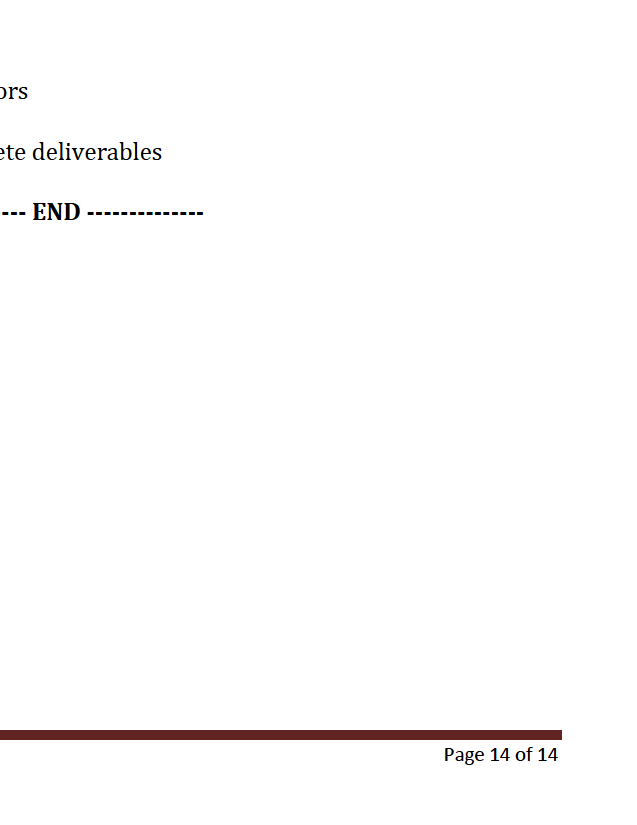 ors
ete deliverables
--- END --------------
Page 14 of 14